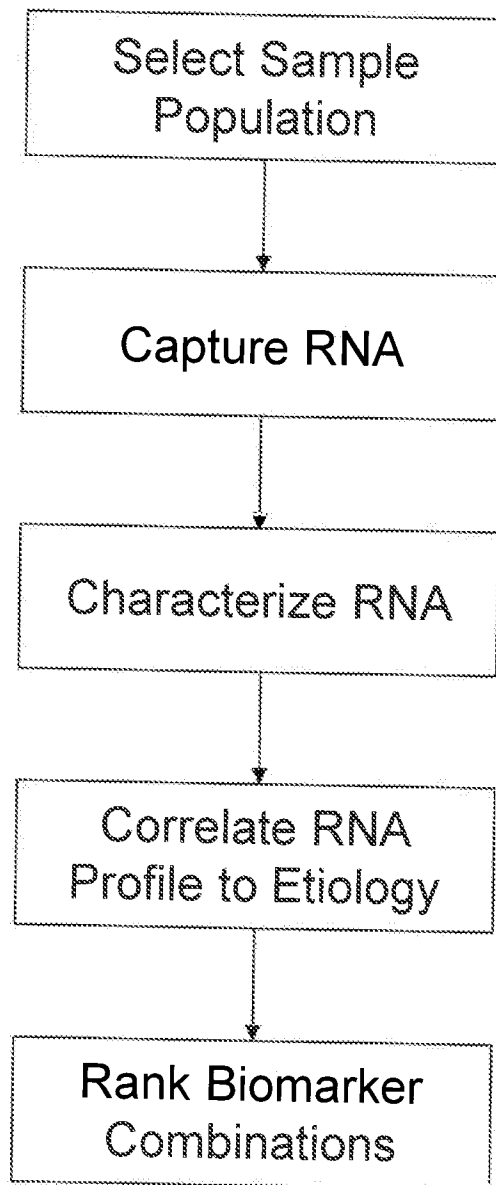 Select Sample
Population
Capture RNA
Characterize RNA
Correlate RNA
Profile to Etiology
Rank Biomarker
Combinations